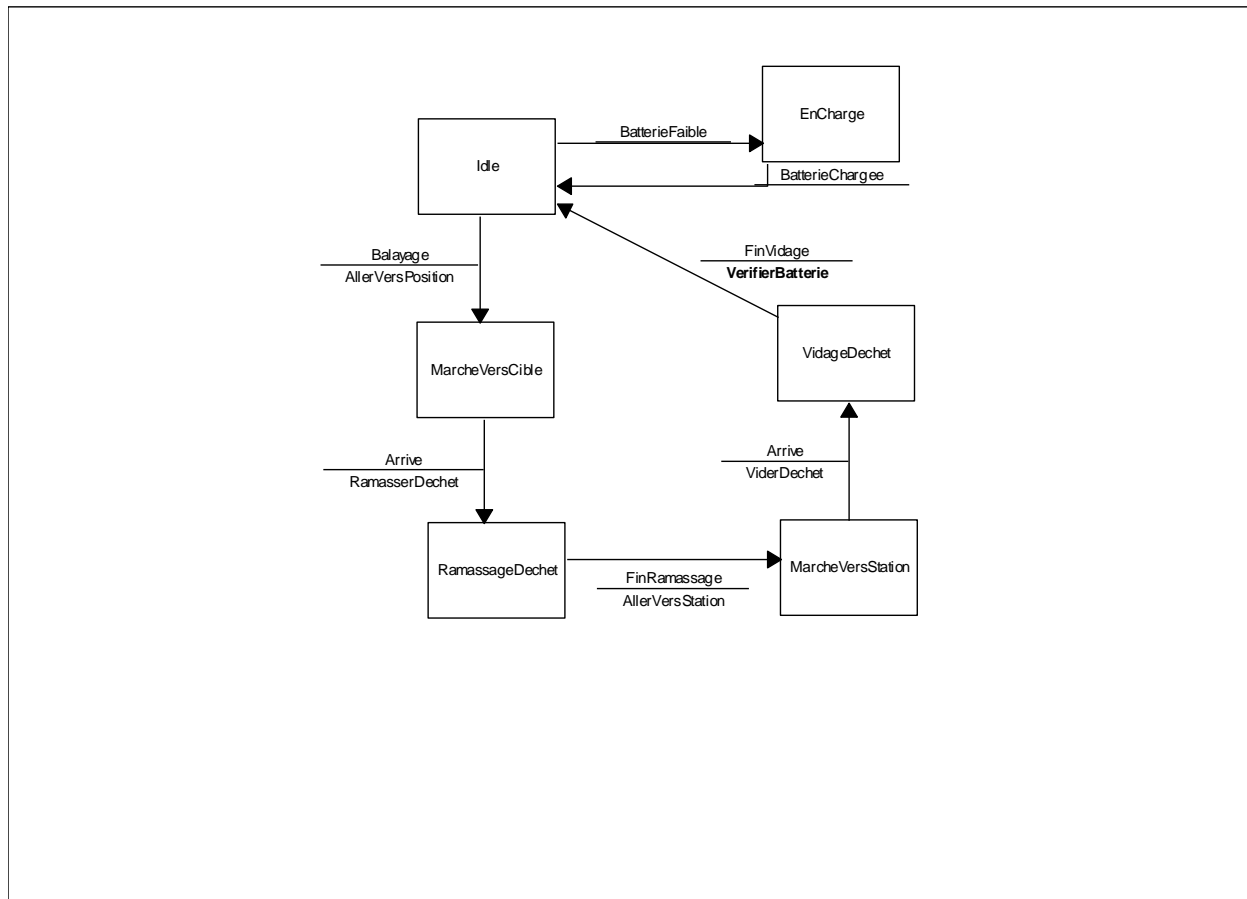 EnCharge
BatterieFaible
Idle
BatterieChargee
Balayage
AllerVersPosition
FinVidage
VerifierBatterie
MarcheVersCible
VidageDechet
Arrive
RamasserDechet
Arrive
ViderDechet
RamassageDechet
MarcheVersStation
FinRamassage
AllerVersStation